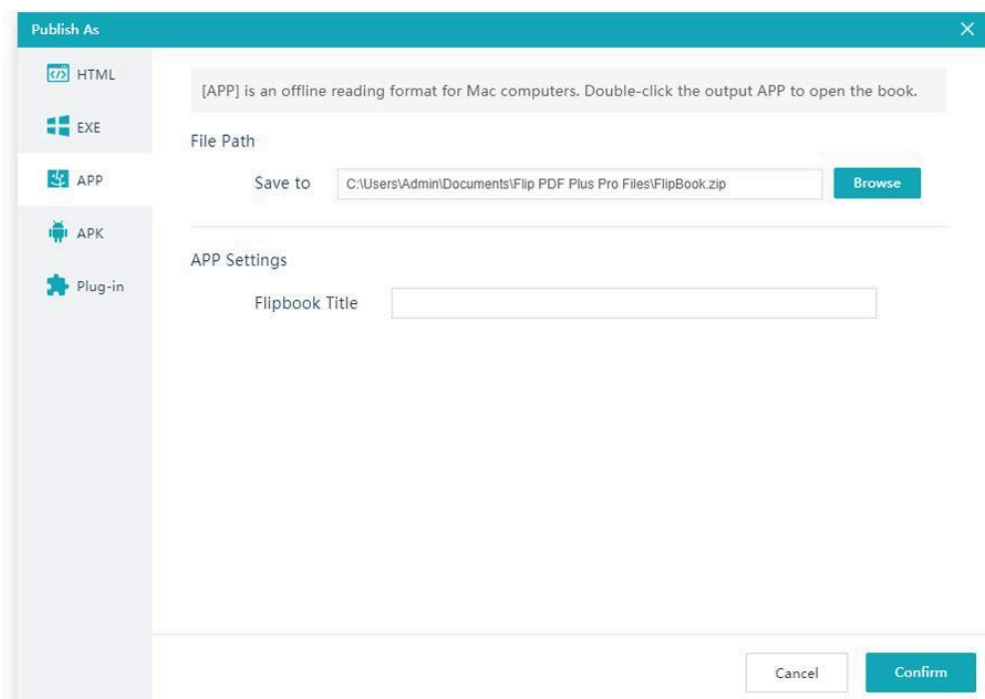 Publish As
HTML
EXE
APP
APK
Plug-in
[APP] is an offline reading format for Mac computers. Double-click the output APP to open the book.
File Path
Save to C:\Users\Admin\Documents\Flip PDF Plus Pro Files\FlipBook.zip Browse
APP Settings
Flipbook Title
Cancel Confirm